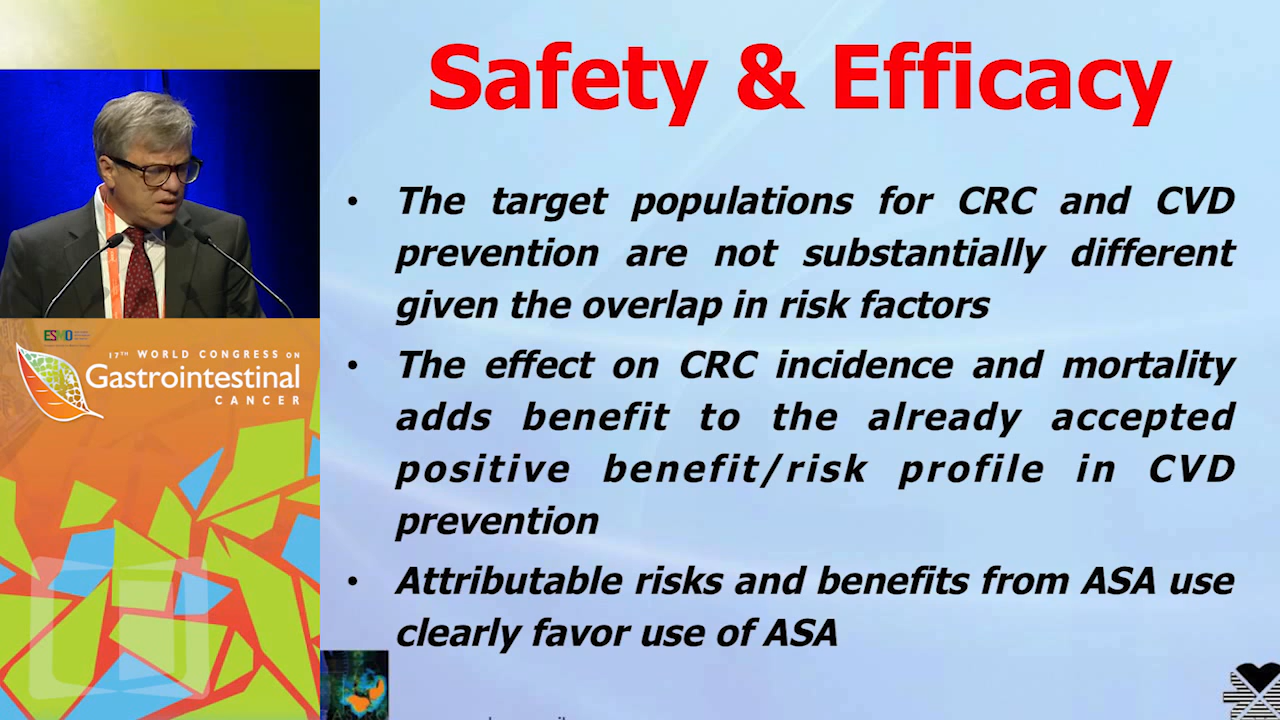 Safety & Efficacy
• The target populations for CRC and CVD
prevention are not substantially different
given the overlap in risk factors
• The effect on CRC incidence and mortality
adds benefit to the already accepted
positive benefit/risk profile in CVD
prevention
• Attributable risks and benefits from ASA use
clearly favor use of ASA
ESMO
17TH WORLD CONGRESS ON
Gastrointestinal
CANCER